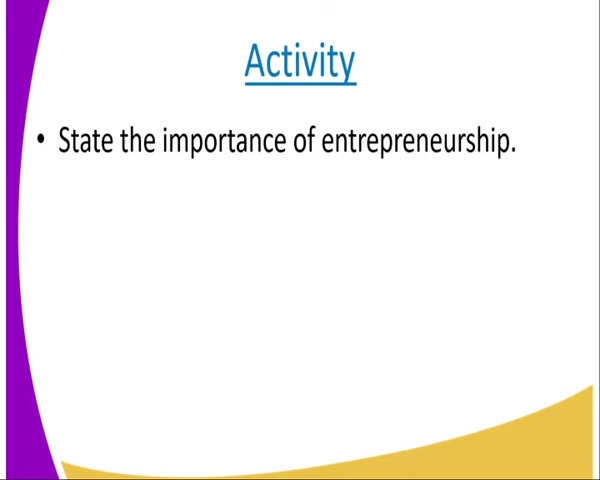 Activity
• State the importance of entrepreneurship.